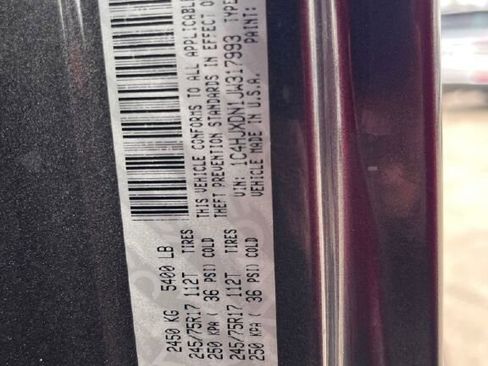 2450 KG 5400 LB
245/75R17 112T TIRES
250 KPA ( 36 PSI) COLD
245/75R17 112T TIRES
250 KPA ( 36 PSI) COLD
THIS VEHICLE CONFORMS TO ALL APPLICABLE
THEFT PREVENTION STANDARDS IN EFFECT O
VIN: 1C4HJXDN1JW317993 TYPE
VEHICLE MADE IN U.S.A. PAINT: